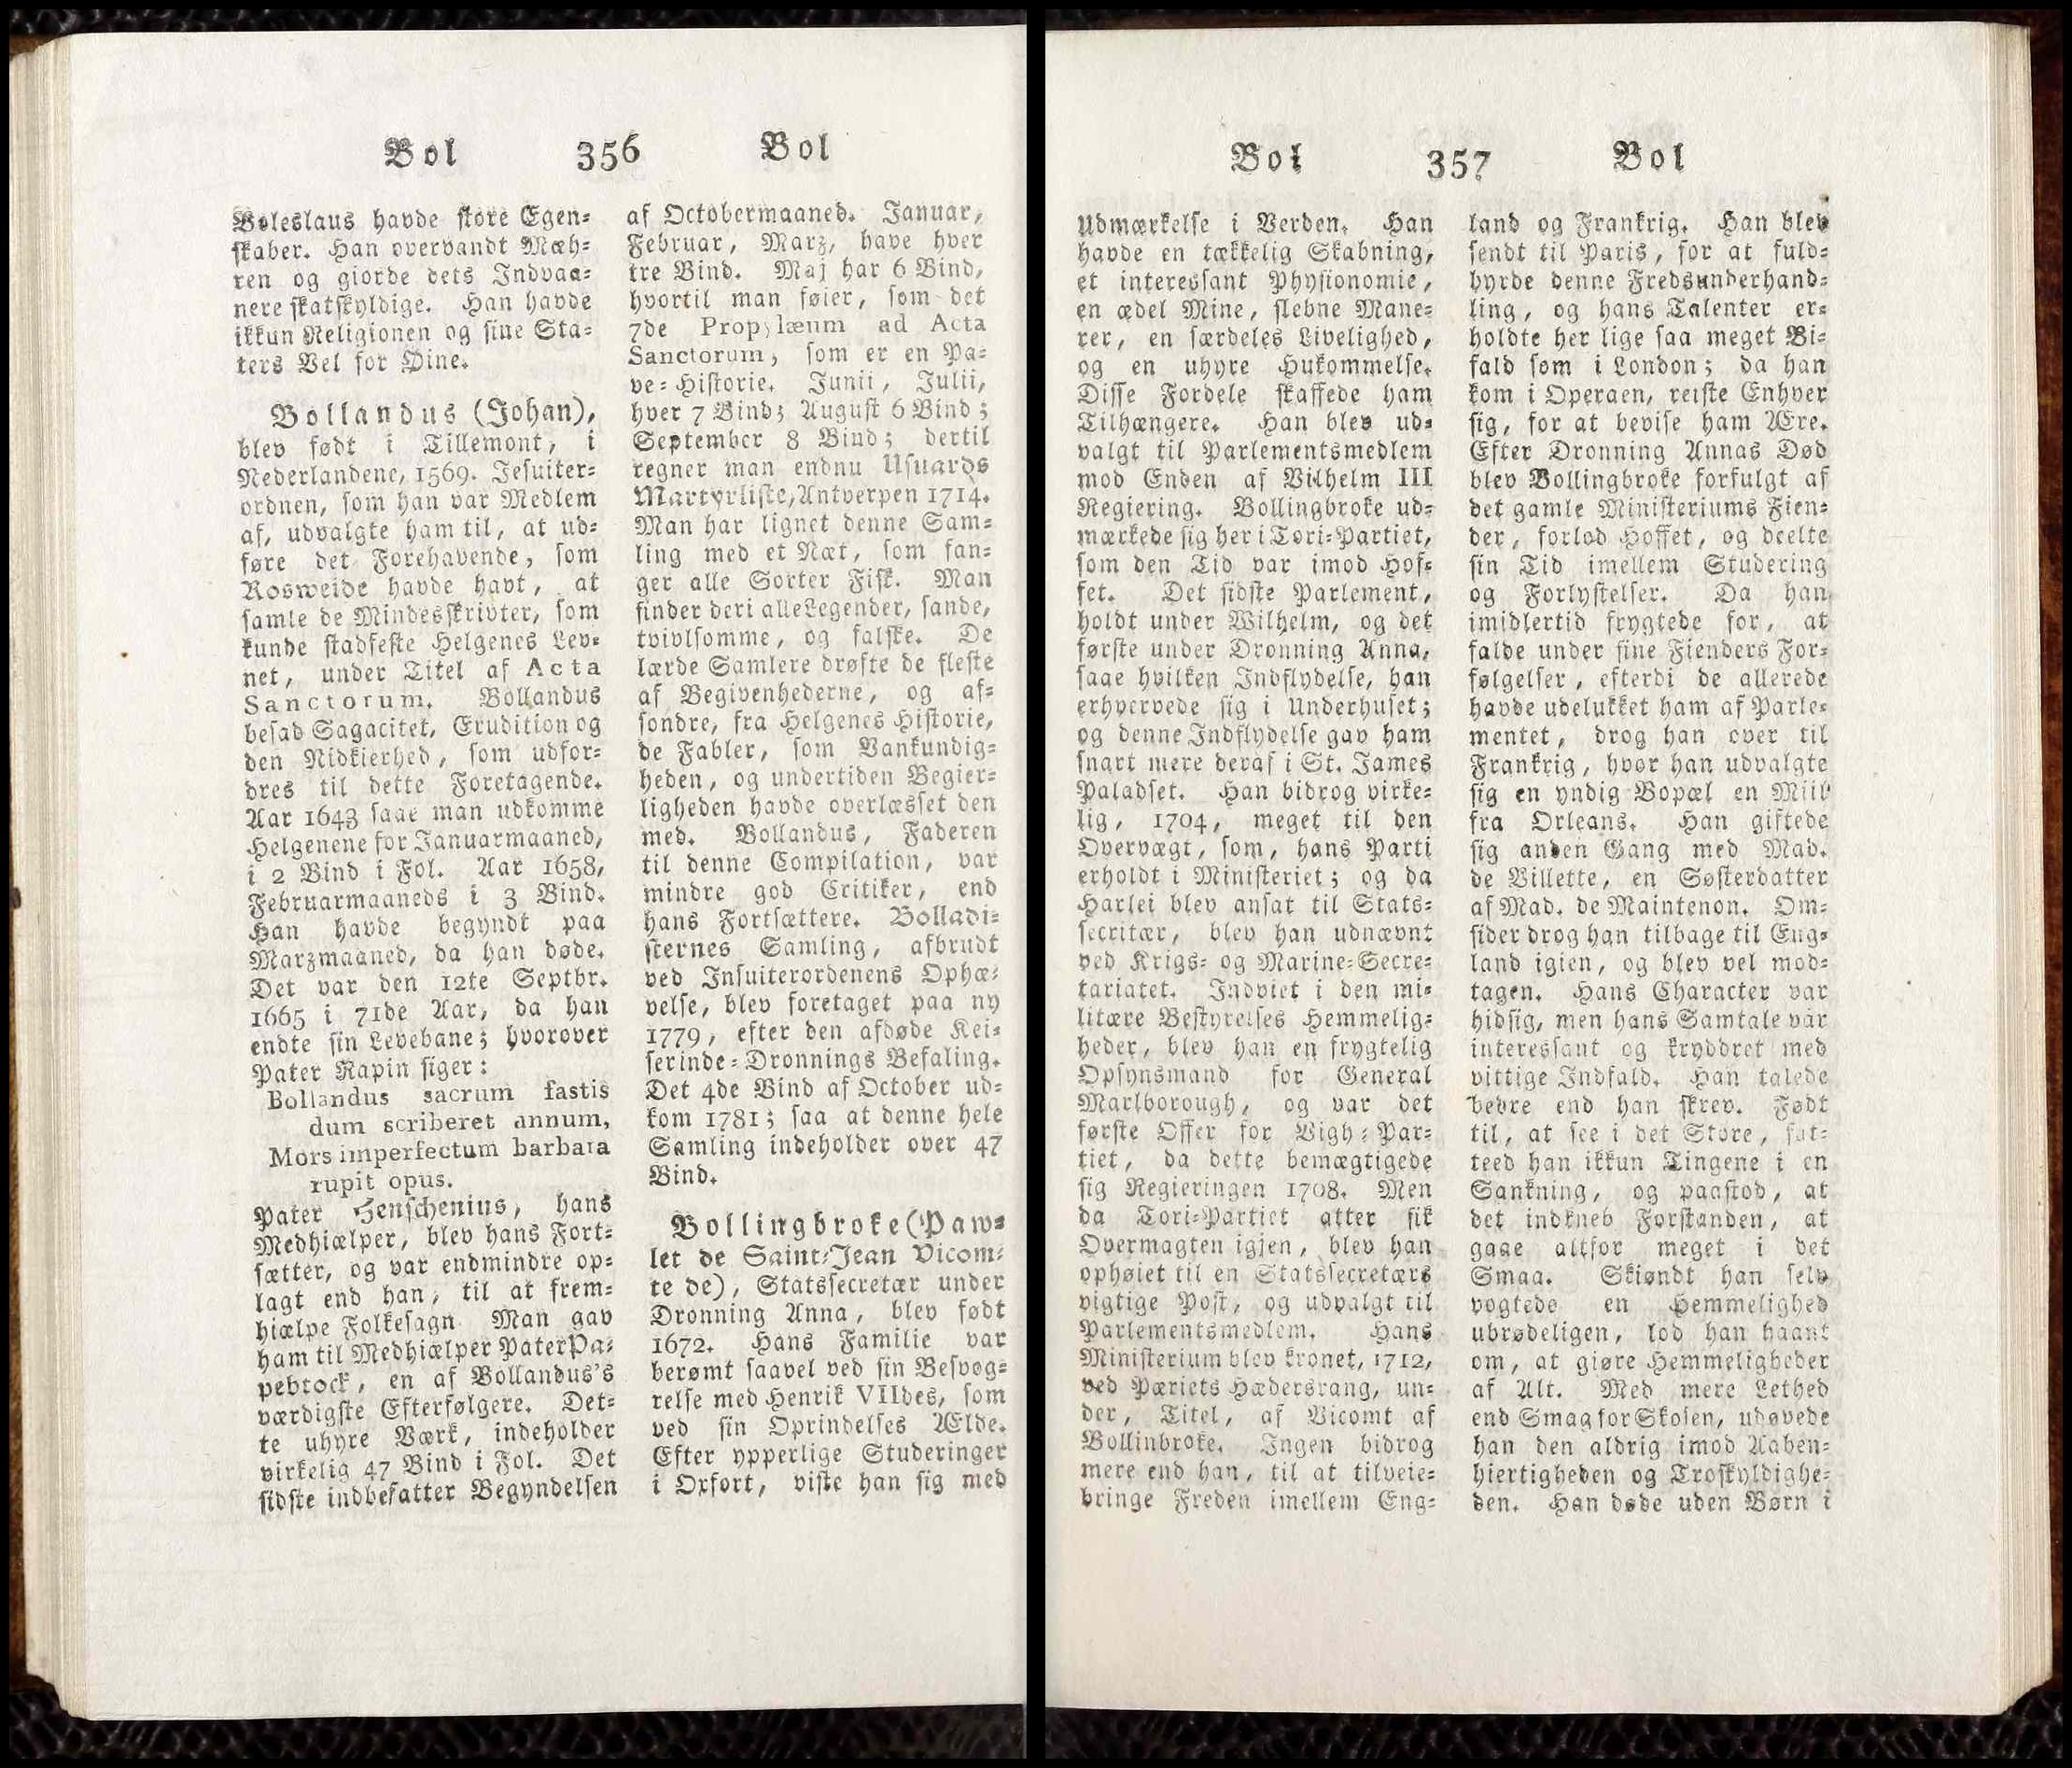 Bol 356 Bol
Boleslaus havde store Egen-
skaber. Han overvandt Mæh-
ren og giorde dets Indvaa-
nere skatskyldige. Han havde
ikkun Religionen og sine Sta-
ters Vel for Øine.
Bollandus (Johan),
blev født i Tillemont, i
Nederlandene, 1569. Jesuiter-
ordnen, som han var Medlem
af, udvalgte ham til, at ud-
føre det Forehavende, som
Rosweide havde havt, at
samle de Mindesskrivter, som
kunde stadfeste Helgenes Lev-
net, under Titel af Acta
Sanctorum. Bollandus
besad Sagacitet, Erudition og
den Nidkierhed, som udfor-
dres til dette Foretagende.
Aar 1643 saae man udkomme
Helgenene for Januarmaaned,
i 2 Bind i Fol. Aar 1658,
Februarmaaneds i 3 Bind.
Han havde begyndt paa
Marzmaaned, da han døde.
Det var den 12te Septbr.
1665 i 71de Aar, da han
endte sin Levebane; hvorover
Pater Rapin siger:
Bollandus sacrum fastis
dum scriberet annum,
Mors imperfectum barbara
rupit opus.
Pater Henschenius, hans
Medhiælper, blev hans Fort-
sætter, og var endmindre op-
lagt end han, til at frem-
hiælpe Folkesagn Man gav
ham til Medhiælper Pater Pa-
pebrock, en af Bollandus's
værdigste Efterfølgere. Det-
te uhyre Værk, indeholder
virkelig 47 Bind i Fol. Det
sidste indbefatter Begyndelsen
af Octobermaaned. Januar,
Februar, Marz, have hver
tre Bind. Maj har 6 Bind,
hvortil man føier, som det
7de Propylæum ad Acta
Sanctorum, som er en Pa-
ve-Historie. Junii, Julii,
hver 7 Bind; August 6 Bind;
September 8 Bind; dertil
regner man endnu Usuards
Martyrliste, Antverpen 1714.
Man har lignet denne Sam-
ling med et Næt, som fan-
ger alle Sorter Fisk. Man
finder deri alle Legender, sande,
tvivlsomme, og falske. De
lærde Samlere drøfte de fleste
af Begivenhederne, og af-
sondre, fra Helgenes Historie,
de Fabler, som Vankundig-
heden, og undertiden Begier-
ligheden havde overlæsset den
med. Bollandus, Faderen
til denne Compilation, var
mindre god Critiker, end
hans Fortsættere. Bolladi-
sternes Samling, afbrudt
ved Insuiterordenens Ophæ-
velse, blev foretaget paa ny
1779, efter den afdøde Kei-
serinde-Dronnings Befaling.
Det 4de Bind af October ud-
kom 1781; saa at denne hele
Samling indeholder over 47
Bind.
Bollingbroke (Paw-
let de Saint-Jean Vicom-
te de), Statssecretær under
Dronning Anna, blev født
1672. Hans Familie var
berømt saavel ved sin Besvog-
relse med Henrik VIIdes, som
ved sin Oprindelses Ælde.
Efter ypperlige Studeringer
i Oxfort, viste han sig med
Bol 357 Bol
Udmærkelse i Verden. Han
havde en tækkelig Skabning,
et interessant Physionomie,
en ædel Mine, slebne Mane-
rer, en særdeles Livelighed,
og en uhyre Hukommelse.
Disse Fordele skaffede ham
Tilhængere. Han blev ud-
valgt til Parlementsmedlem
mod Enden af Vilhelm III
Regiering. Bollingbroke ud-
mærkede sig her i Tori-Partiet,
som den Tid var imod Hof-
fet. Det sidste Parlement,
holdt under Wilhelm, og det
første under Dronning Anna,
saae hvilken Indflydelse, han
erhvervede sig i Underhuset;
og denne Indflydelse gav ham
snart mere deraf i St. James
Paladset. Han bidrog virke-
lig, 1704, meget til den
Overvægt, som, hans Parti
erholdt i Ministeriet; og da
Harlei blev ansat til Stats-
secritær, blev han udnævnt
ved Krigs- og Marine-Secre-
tariatet. Indviet i den mi-
litære Bestyrelses Hemmelig-
heder, blev han en frygtelig
Opsynsmand for General
Marlborough, og var det
første Offer for Vigh-Par-
tiet, da dette bemægtigede
sig Regieringen 1708. Men
da Tori-Partiet atter fik
Overmagten igjen, blev han
ophøiet til en Statssecretærs
vigtige Post, og udvalgt til
Parlementsmedlem. Hans
Ministerium blev kronet, 1712,
ved Pæriets Hædersrang, un-
der, Titel, af Vicomt af
Bollinbroke. Ingen bidrog
mere end han, til at tilveie-
bringe Freden imellem Eng-
land og Frankrig. Han blev
sendt til Paris, for at fuld-
byrde denne Fredsunderhand-
ling, og hans Talenter er-
holdte her lige saa meget Bi-
fald som i London; da han
kom i Operaen, reiste Enhver
sig, for at bevise ham Ære.
Efter Dronning Annas Død
blev Bollingbroke forfulgt af
det gamle Ministeriums Fien-
der, forlod Hoffet, og deelte
sin Tid imellem Studering
og Forlystelser. Da han
imidlertid frygtede for, at
falde under sine Fienders For-
følgelser, efterdi de allerede
havde udelukket ham af Parle-
mentet, drog han over til
Frankrig, hvor han udvalgte
sig en yndig Bopæl en Miil
fra Orleans. Han giftede
sig anden Gang med Mad.
de Villette, en Søsterdatter
af Mad. de Maintenon. Om-
sider drog han tilbage til Eng-
land igien, og blev vel mod-
tagen. Hans Character var
hidsig, men hans Samtale var
interessant og kryddret med
vittige Indfald. Han talede
bedre end han skrev. Født
til, at see i det Store, fat-
teed han ikkun Tingene i en
Sankning, og paastod, at
det indkneb Forstanden, at
gaae altfor meget i det
Smaa. Skiøndt han selv
vogtede en Hemmelighed
ubrødeligen, lod han haant
om, at giøre Hemmeligheder
af Alt. Med mere Lethed
end Smag for Skosen, udøvede
han den aldrig imod Aaben-
hiertigheden og Troskyldighe-
den. Han døde uden Børn i